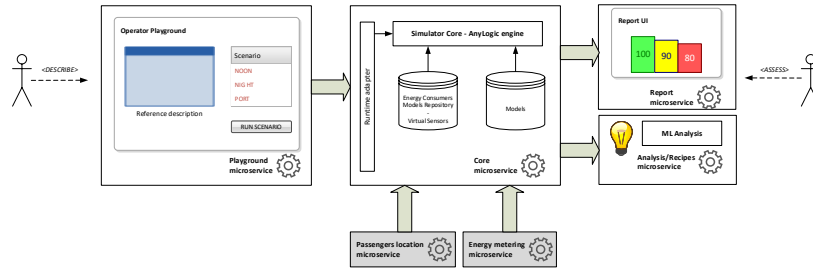 <DESCRIBE>
Operator Playground
Reference description
Scenario
NOON
NIGHT
PORT
RUN SCENARIO
Playground
microservice
Runtime adapter
Simulator Core - AnyLogic engine
Energy Consumers
Models Repository
-
Virtual Sensors
Models
Core
microservice
Passengers location
microservice
Energy metering
microservice
Report UI
100
90
80
Report
microservice
ML Analysis
Analysis/Recipes
microservice
<ASSESS>